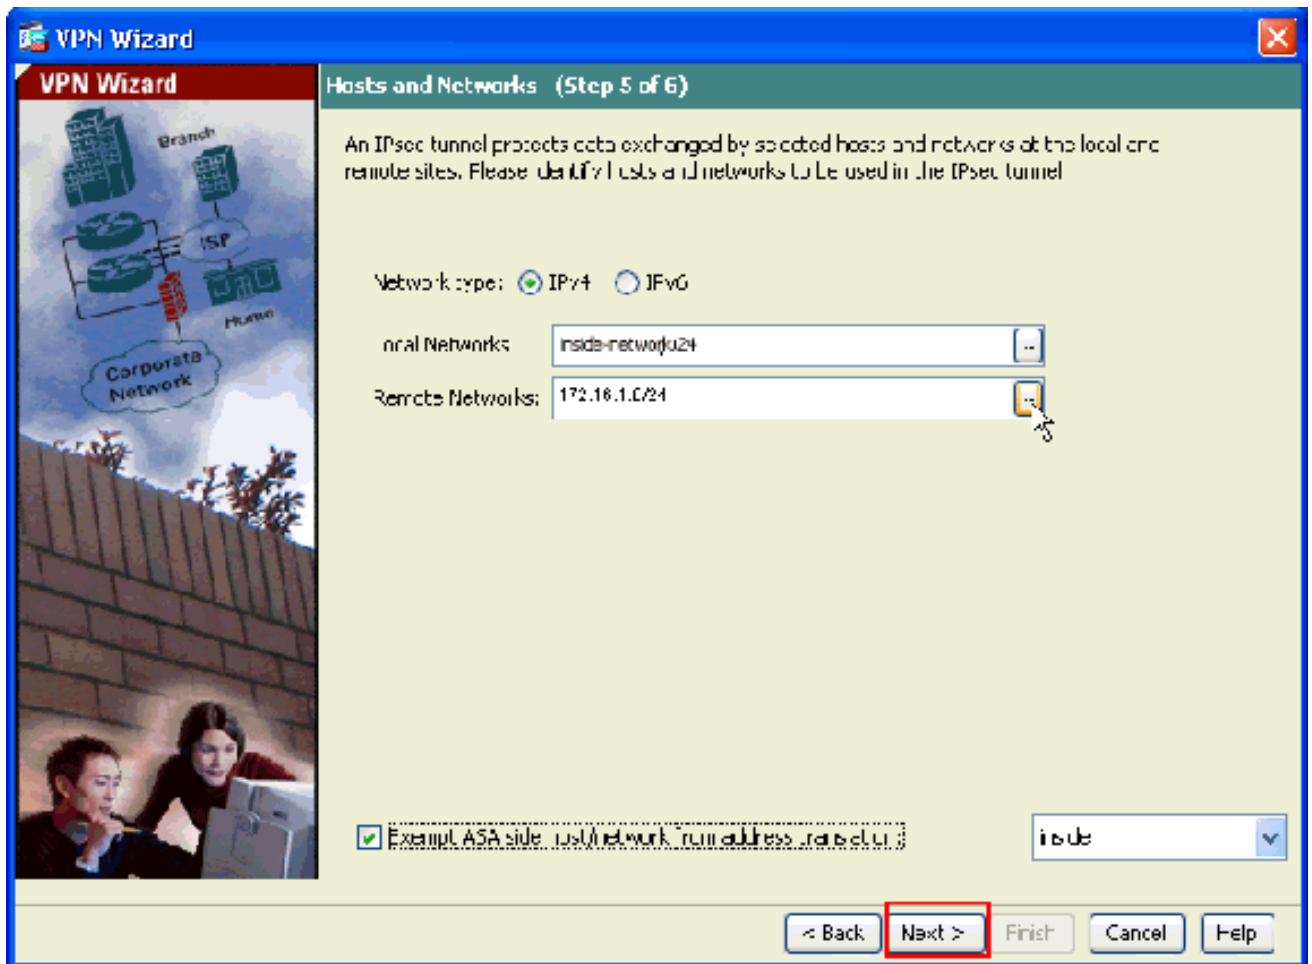 VPN Wizard
VPN Wizard
Hosts and Networks (Step 5 of 6)
Branch
ISP
Home
Corporate
Network
An IPsec tunnel protects data exchanged by selected hosts and networks at the local and
remote sites. Please identify hosts and networks to be used in the IPsec tunnel
Network type: IPv4 IPv6
Local Networks
inside-network/24
...
Remote Networks:
172.16.1.0/24
...
Exempt ASA side host/network from address translation:
inside
< Back
Next >
Finish
Cancel
Help